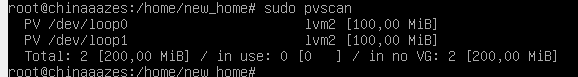 root@chinaaazes:/home/new_home# sudo pvscan
PV /dev/loop0 lvm2 [100,00 MiB]
PV /dev/loop1 lvm2 [100,00 MiB]
Total: 2 [200,00 MiB] / in use: 0 [0 ] / in no VG: 2 [200,00 MiB]
root@chinaaazes:/home/new_home#